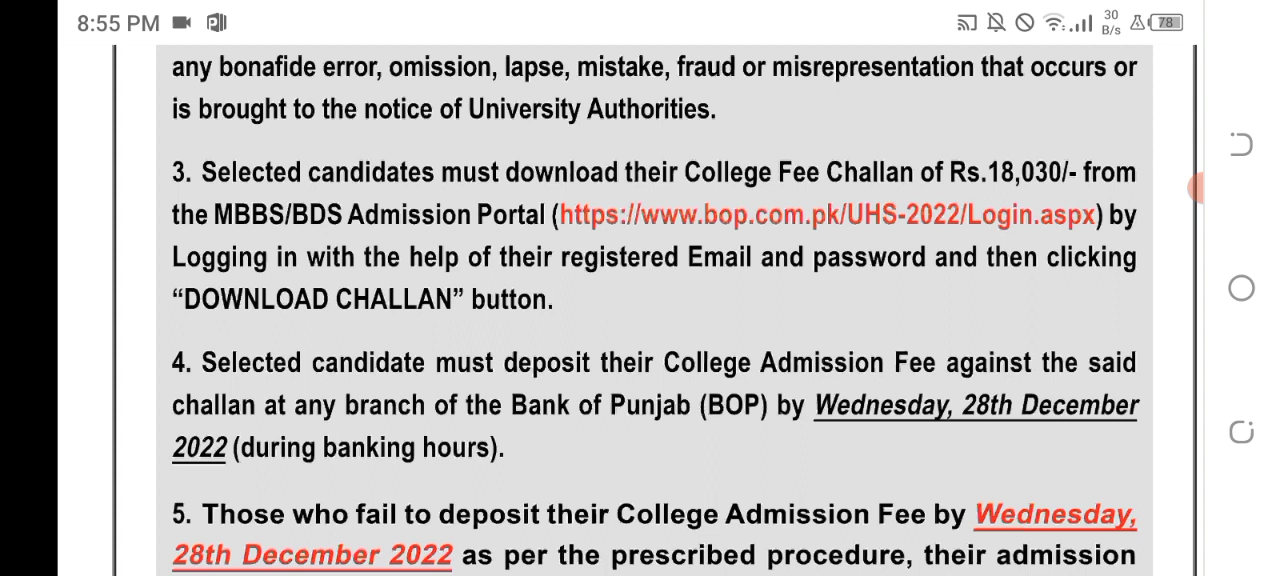 8:55 PM
30
B/s
78
any bonafide error, omission, lapse, mistake, fraud or misrepresentation that occurs or
is brought to the notice of University Authorities.
3. Selected candidates must download their College Fee Challan of Rs.18,030/- from
the MBBS/BDS Admission Portal (https://www.bop.com.pk/UHS-2022/Login.aspx) by
Logging in with the help of their registered Email and password and then clicking
“DOWNLOAD CHALLAN” button.
4. Selected candidate must deposit their College Admission Fee against the said
challan at any branch of the Bank of Punjab (BOP) by Wednesday, 28th December
2022 (during banking hours).
5. Those who fail to deposit their College Admission Fee by Wednesday,
28th December 2022 as per the prescribed procedure, their admission